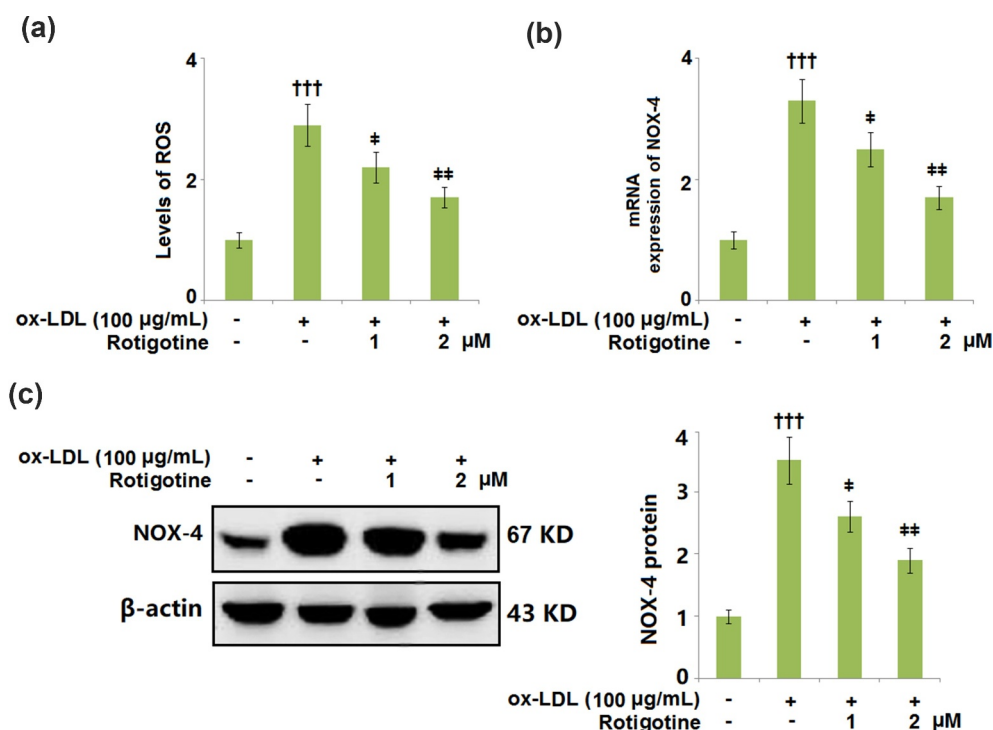 (a)
4
2
0
Levels of ROS
†††
‡
‡‡
ox-LDL (100 µg/mL) - + + +
Rotigotine - - 1 2 µM
(b)
4
2
0
mRNA
expression of NOX-4
†††
‡
‡‡
ox-LDL (100 µg/mL) - + + +
Rotigotine - - 1 2 µM
(c)
ox-LDL (100 µg/mL) - + + +
Rotigotine - - 1 2 µM
NOX-4 67 KD
β-actin 43 KD
4
3
2
1
0
NOX-4 protein
†††
‡
‡‡
ox-LDL (100 µg/mL) - + + +
Rotigotine - - 1 2 µM